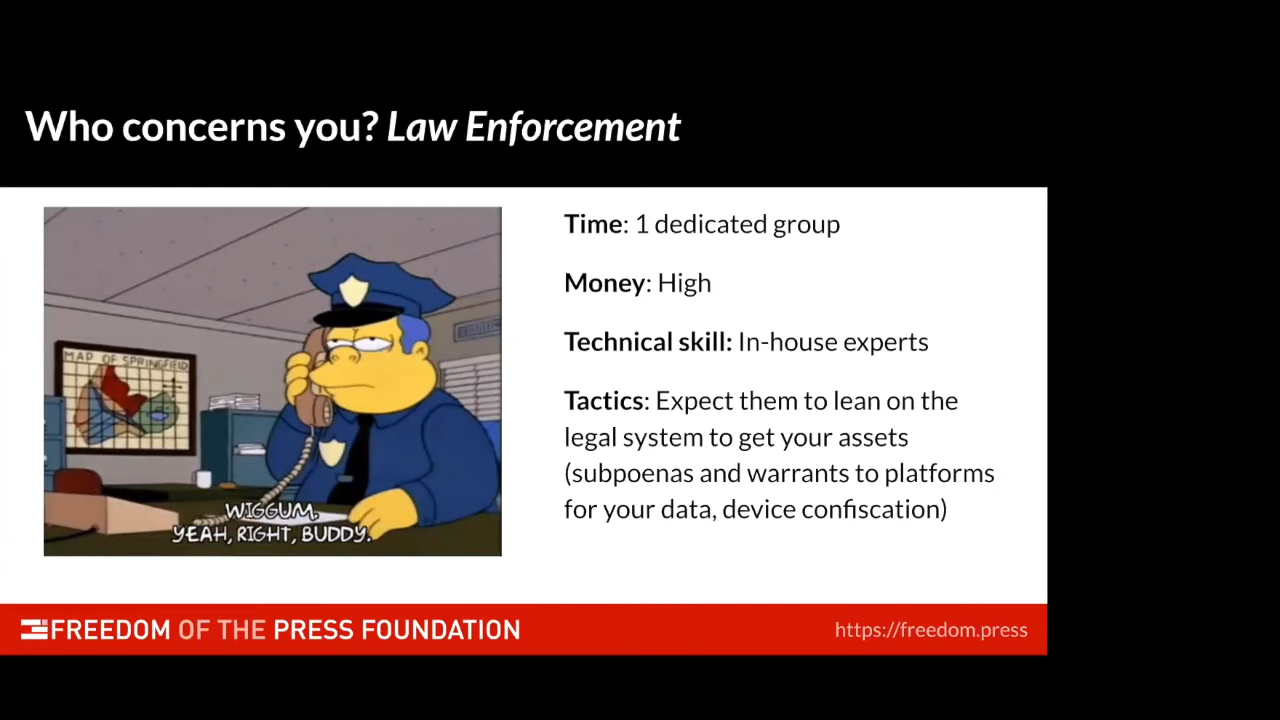 Who concerns you? Law Enforcement
MAP OF SPRINGFIELD
WIGGUM.
YEAH, RIGHT, BUDDY.
Time: 1 dedicated group
Money: High
Technical skill: In-house experts
Tactics: Expect them to lean on the
legal system to get your assets
(subpoenas and warrants to platforms
for your data, device confiscation)
FREEDOM OF THE PRESS FOUNDATION
https://freedom.press